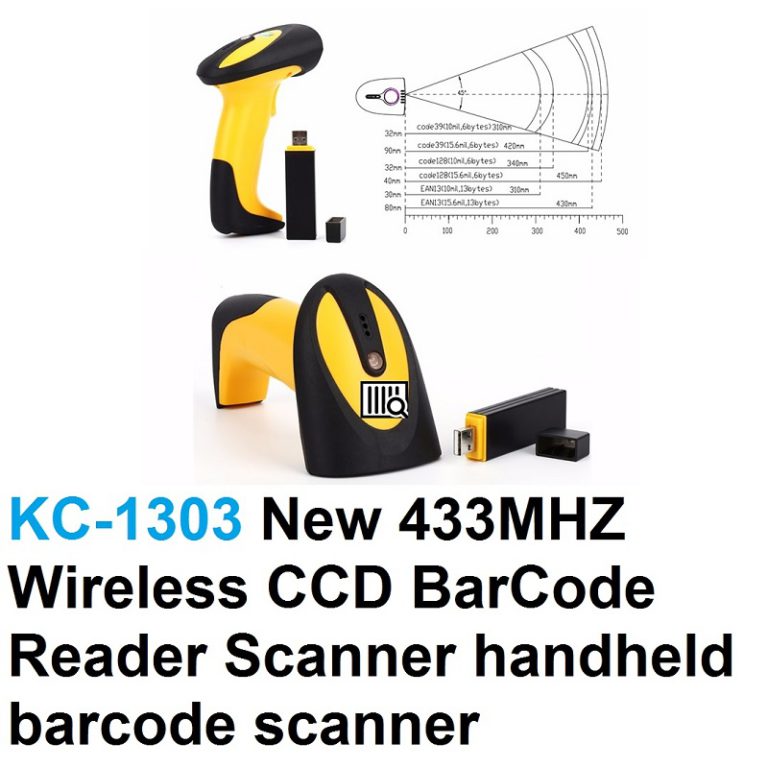 45°
code39(10mil,6bytes)310mm
32mm
code39(15.6mil,6bytes) 420mm
90mm
code128(10mil,6bytes) 340mm
32mm
code128(15.6mil,6bytes) 450mm
40mm
EAN13(10mil,13bytes) 310mm
30mm
EAN13(15.6mil,13bytes) 430mm
80mm
0 100 200 300 400 500
KC-1303 New 433MHZ
Wireless CCD BarCode
Reader Scanner handheld
barcode scanner